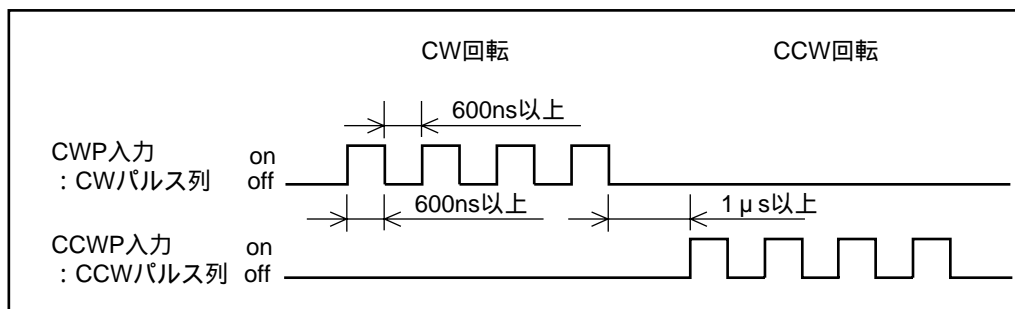 CW回転 CCW回転
600ns以上
CWP入力 on
：CWパルス列 off
600ns以上 1μs以上
CCWP入力 on
：CCWパルス列 off